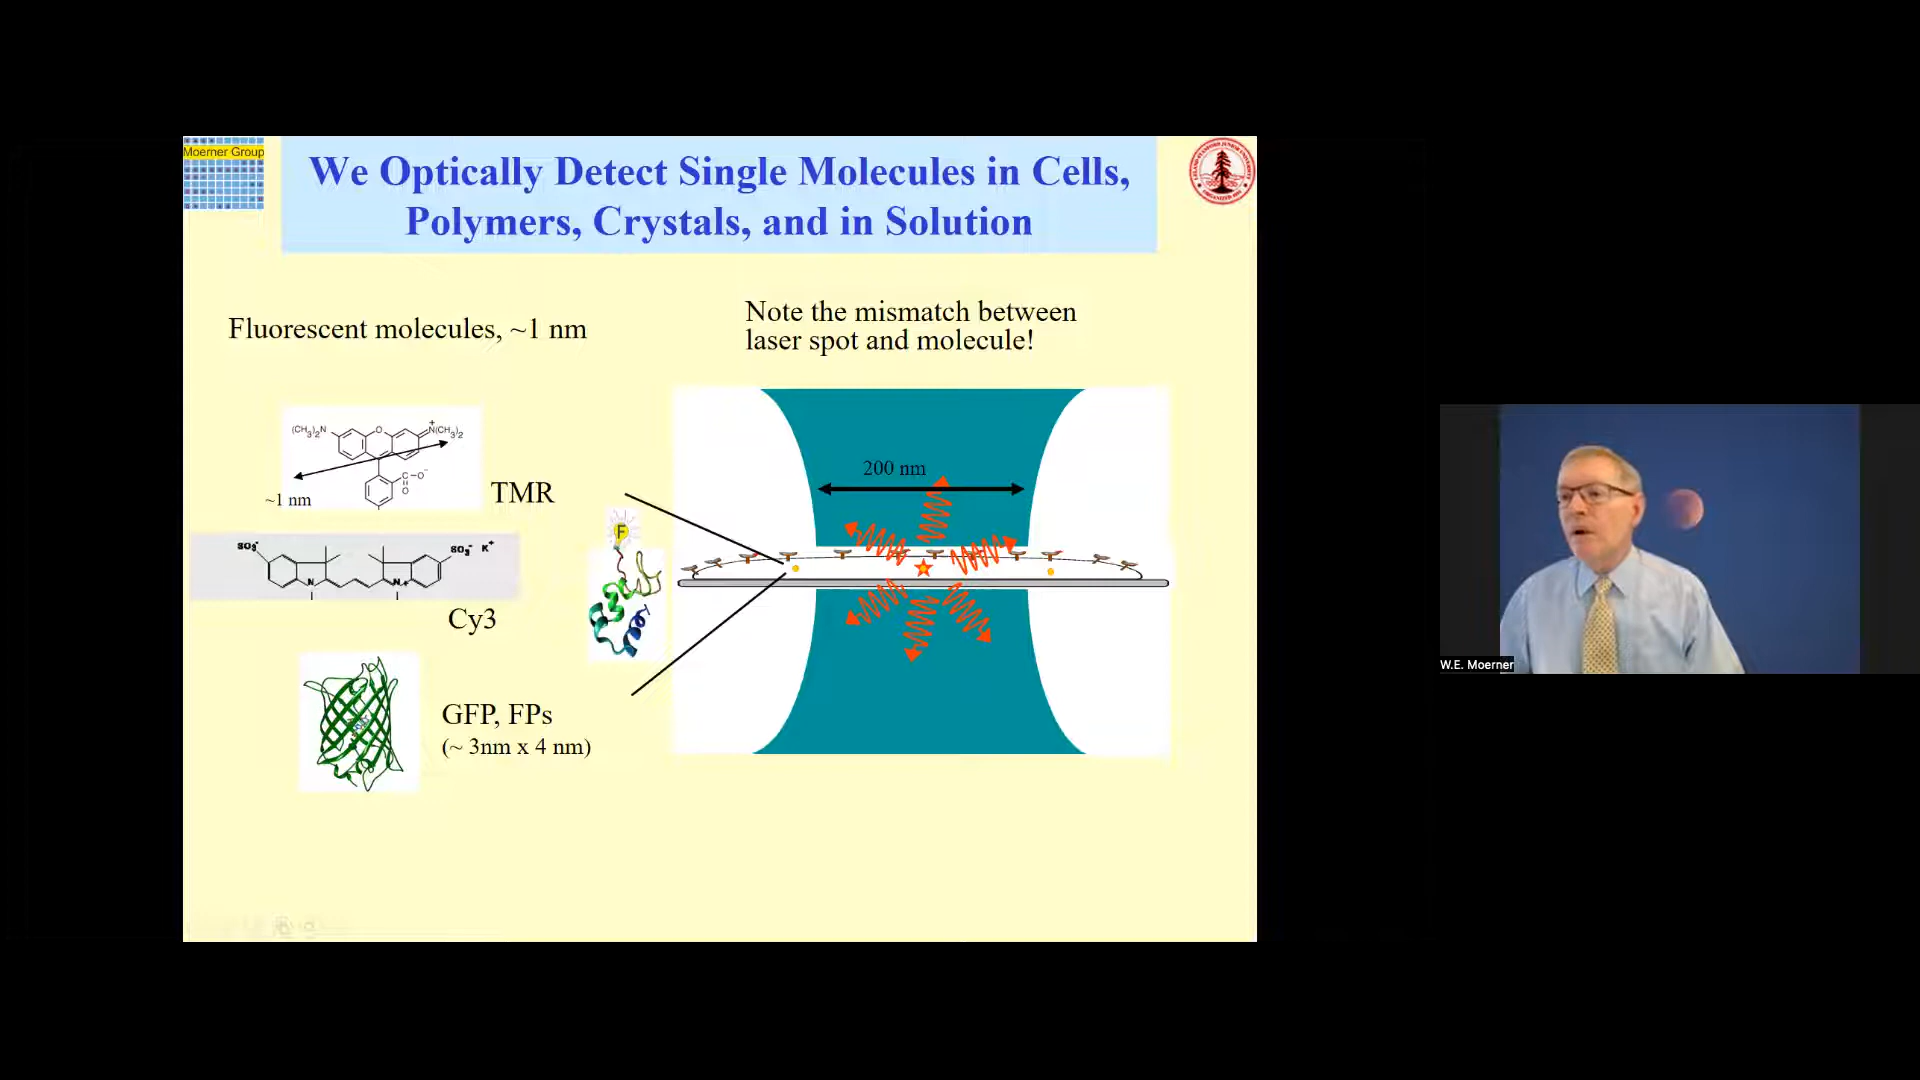 Moerner Group
We Optically Detect Single Molecules in Cells,
Polymers, Crystals, and in Solution
Fluorescent molecules, ~1 nm
Note the mismatch between
laser spot and molecule!
(CH3)2N
O
+
N(CH3)2
C-O-
O
~1 nm
TMR
200 nm
F
SO3-
SO3- K+
N
N+
Cy3
GFP, FPs
(~ 3nm x 4 nm)
W.E. Moerner